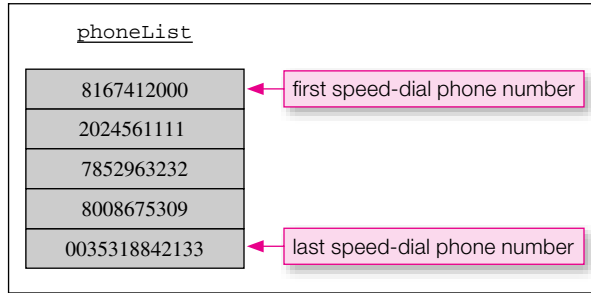 phoneList
8167412000
first speed-dial phone number
2024561111
7852963232
8008675309
0035318842133
last speed-dial phone number